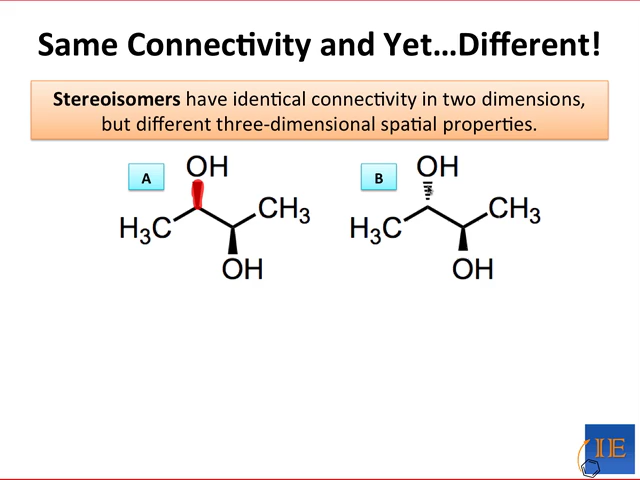 Same Connectivity and Yet...Different!
Stereoisomers have identical connectivity in two dimensions,
but different three-dimensional spatial properties.
A
OH
H₃C
CH₃
OH
B
OH
H₃C
CH₃
OH
IE